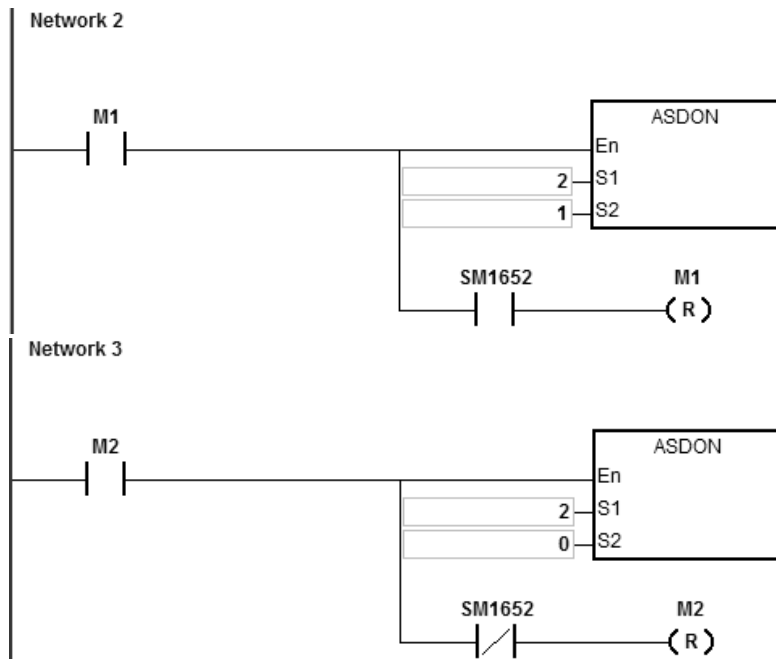 Network 2
M1
ASDON
En
2 S1
1 S2
SM1652 M1
R
Network 3
M2
ASDON
En
2 S1
0 S2
SM1652 M2
R